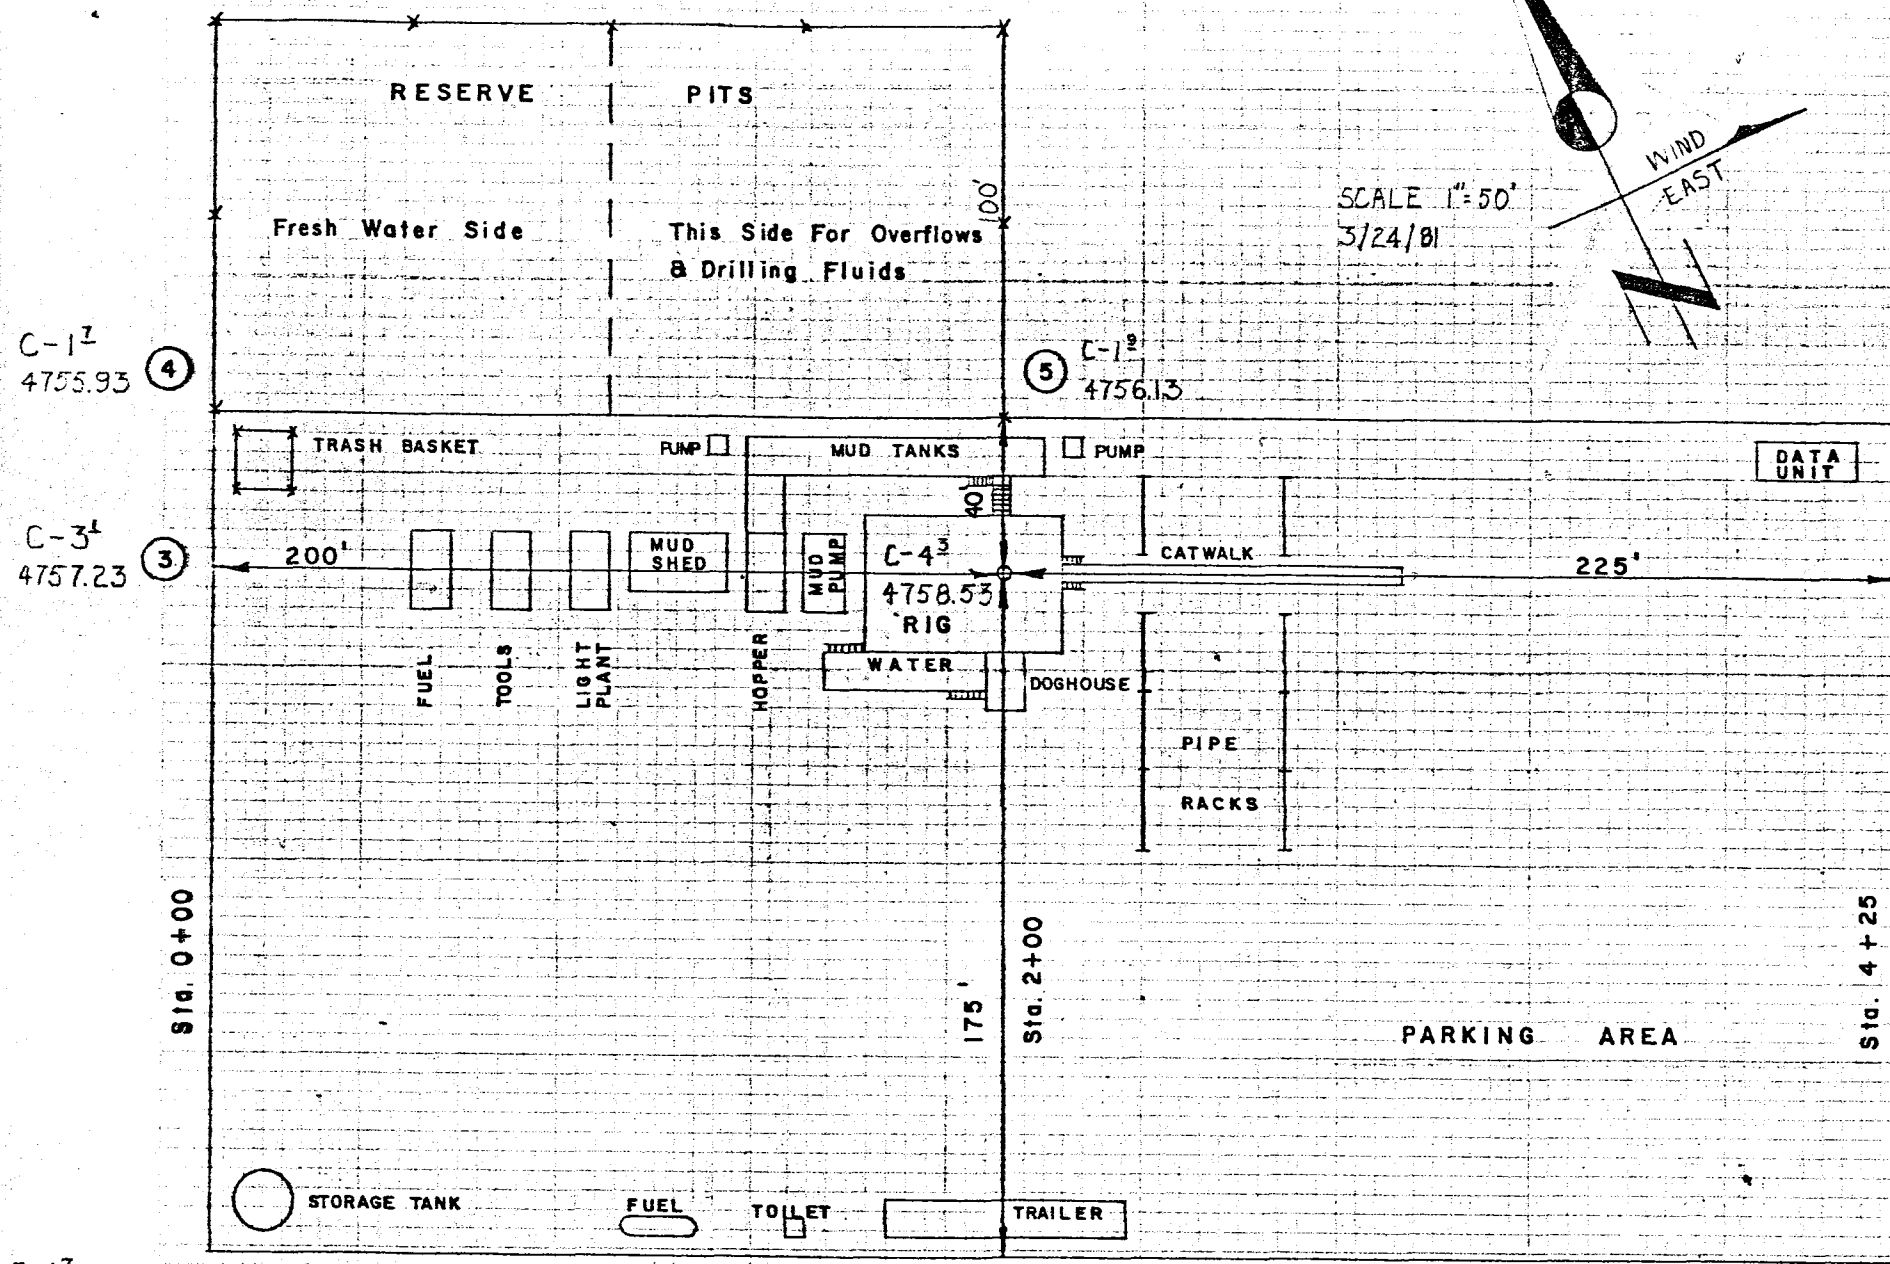 RESERVE PITS
WIND
EAST
100'
SCALE 1"=50'
3/24/81
Fresh Water Side
This Side For Overflows
& Drilling Fluids
C-1 7
4755.93
4
5
4756.13
TRASH BASKET
PUMP
MUD TANKS
PUMP
DATA
UNIT
40'
C-3 1
4757.23
3
200'
MUD
SHED
MUD
PUMP
C-4 3
4758.53
RIG
CATWALK
225'
FUEL
TOOLS
LIGHT
PLANT
HOPPER
WATER
DOGHOUSE
PIPE
RACKS
Sta. 0+00
175'
Sta. 2+00
Sta. 4+25
PARKING AREA
STORAGE TANK
FUEL
TOILET
TRAILER